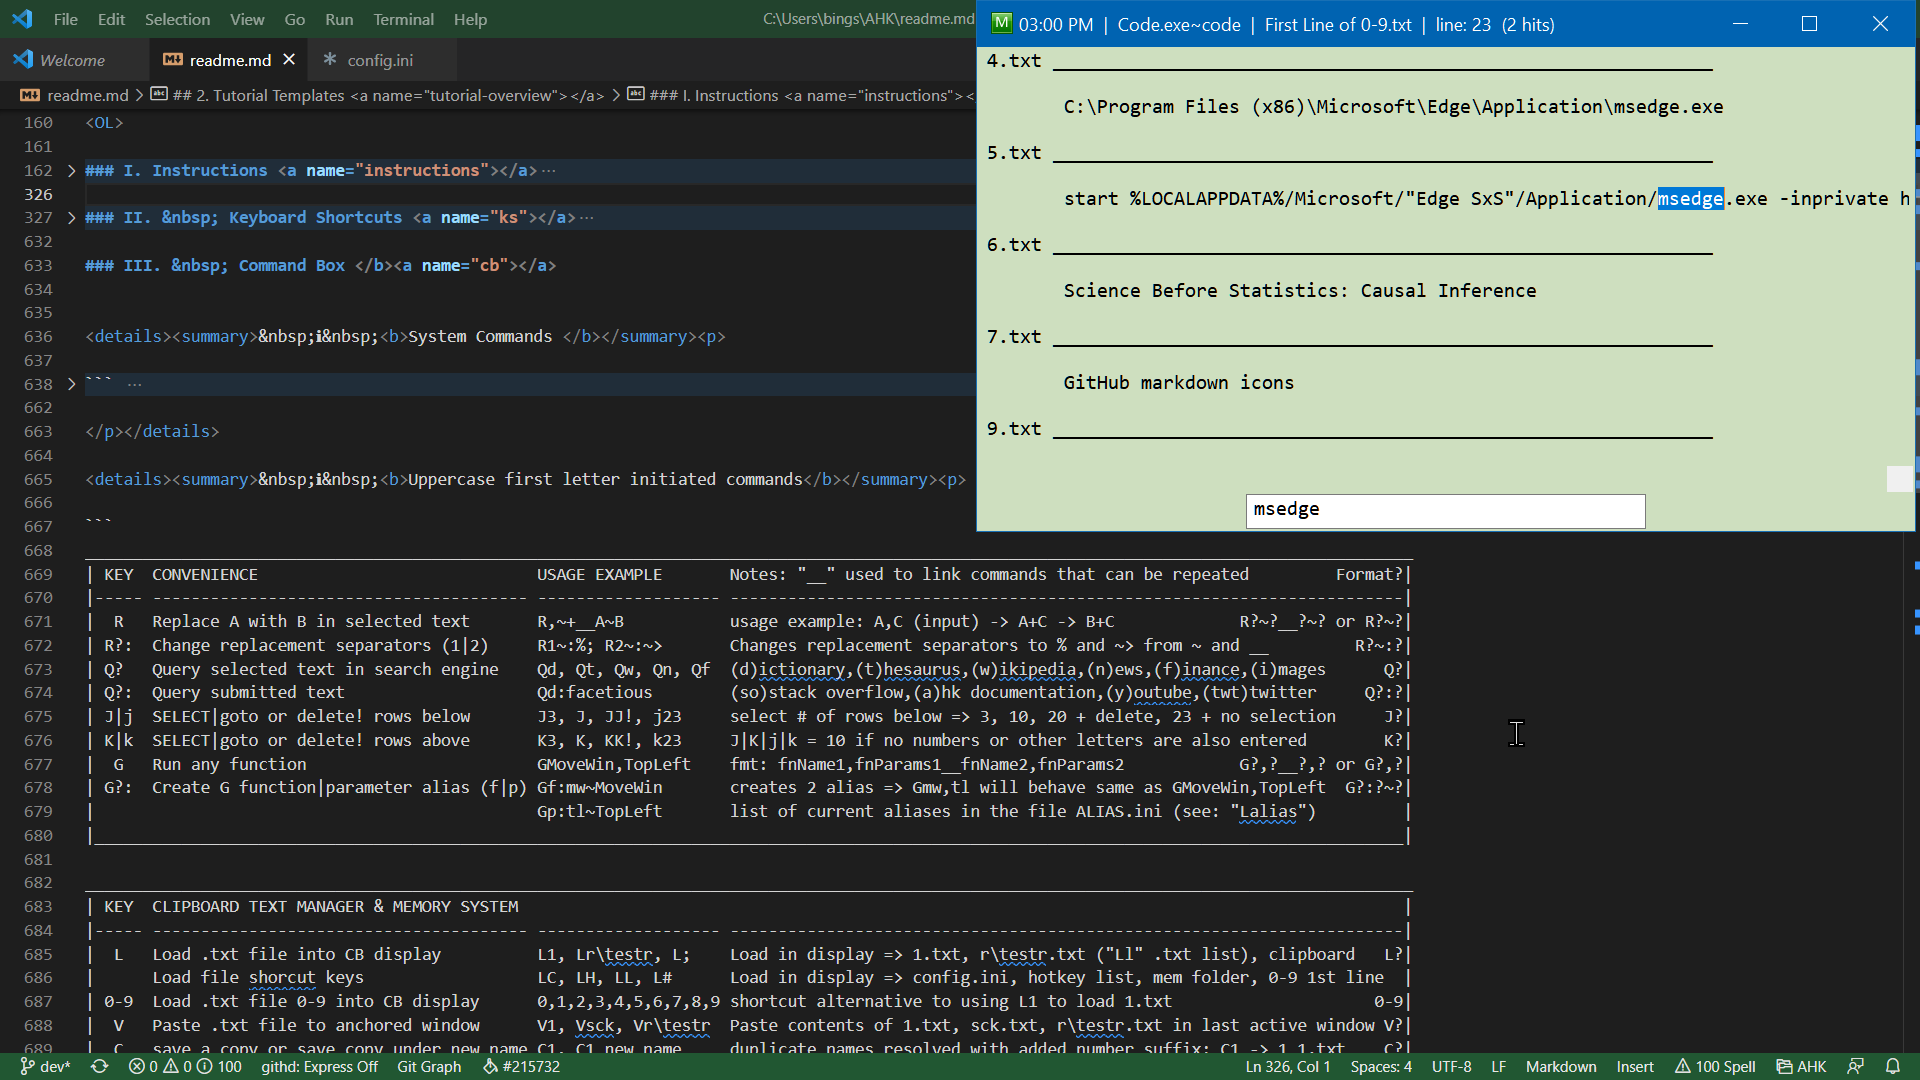 File Edit Selection View Go Run Terminal Help C:\Users\bings\AHK\readme.md
Welcome readme.md config.ini
readme.md > ## 2. Tutorial Templates <a name="tutorial-overview"></a> > ### I. Instructions <a name="instructions"><
160 <OL>
161
162 > ### I. Instructions <a name="instructions"></a>···
326
327 > ### II. &nbsp; Keyboard Shortcuts <a name="ks"></a>···
632
633 ### III. &nbsp; Command Box </b><a name="cb"></a>
634
635
636 <details><summary>&nbsp;ℹ&nbsp;<b>System Commands </b></summary><p>
637
638 > ``` ···
662
663 </p></details>
664
665 <details><summary>&nbsp;ℹ&nbsp;<b>Uppercase first letter initiated commands</b></summary><p>
666
667 ```
668 ______________________________
669 | KEY CONVENIENCE USAGE EXAMPLE Notes: "__" used to link commands that can be repeated Format?|
670 |----- --------------------------------------- ------------------- --------------------------------------------------------------------|
671 | R Replace A with B in selected text R,~+__A~B usage example: A,C (input) -> A+C -> B+C R?~?__?~? or R?~?|
672 | R?: Change replacement separators (1|2) R1~:%; R2~:~> Changes replacement separators to % and ~> from ~ and __ R?~:?|
673 | Q? Query selected text in search engine Qd, Qt, Qw, Qn, Qf (d)ictionary,(t)hesaurus,(w)ikipedia,(n)ews,(f)inance,(i)mages Q?|
674 | Q?: Query submitted text Qd:facetious (so)stack overflow,(a)hk documentation,(y)outube,(twt)twitter Q?:?|
675 | J|j SELECT|goto or delete! rows below J3, J, JJ!, j23 select # of rows below => 3, 10, 20 + delete, 23 + no selection J?|
676 | K|k SELECT|goto or delete! rows above K3, K, KK!, k23 J|K|j|k = 10 if no numbers or other letters are also entered K?|
677 | G Run any function GMoveWin,TopLeft fmt: fnName1,fnParams1__fnName2,fnParams2 G?,?__?,? or G?,?|
678 | G?: Create G function|parameter alias (f|p) Gf:mw~MoveWin creates 2 alias => Gmw,tl will behave same as GMoveWin,TopLeft G?:?~?|
679 | Gp:tl~TopLeft list of current aliases in the file ALIAS.ini (see: "Lalias") |
680 |______________________________|
681
682 ______________________________
683 | KEY CLIPBOARD TEXT MANAGER & MEMORY SYSTEM |
684 |----- --------------------------------------- ------------------- --------------------------------------------------------------------|
685 | L Load .txt file into CB display L1, Lr\testr, L; Load in display => 1.txt, r\testr.txt ("Ll" .txt list), clipboard L?|
686 | Load file shorcut keys LC, LH, LL, L# Load in display => config.ini, hotkey list, mem folder, 0-9 1st line |
687 | 0-9 Load .txt file 0-9 into CB display 0,1,2,3,4,5,6,7,8,9 shortcut alternative to using L1 to load 1.txt 0-9|
688 | V Paste .txt file to anchored window V1, Vsck, Vr\testr Paste contents of 1.txt, sck.txt, r\testr.txt in last active window V?|
689 | C save a copy or save copy under new name C1, C1 new name duplicate names resolved with added number suffix: C1 -> 1_1.txt C?|
dev* 0 0 100 githd: Express Off Git Graph #215732 Ln 326, Col 1 Spaces: 4 UTF-8 LF Markdown Insert 100 Spell AHK
M 03:00 PM | Code.exe~code | First Line of 0-9.txt | line: 23 (2 hits)
4.txt ______________________________
C:\Program Files (x86)\Microsoft\Edge\Application\msedge.exe
5.txt ______________________________
start %LOCALAPPDATA%/Microsoft/"Edge SxS"/Application/msedge.exe -inprivate h
6.txt ______________________________
Science Before Statistics: Causal Inference
7.txt ______________________________
GitHub markdown icons
9.txt ______________________________
msedge